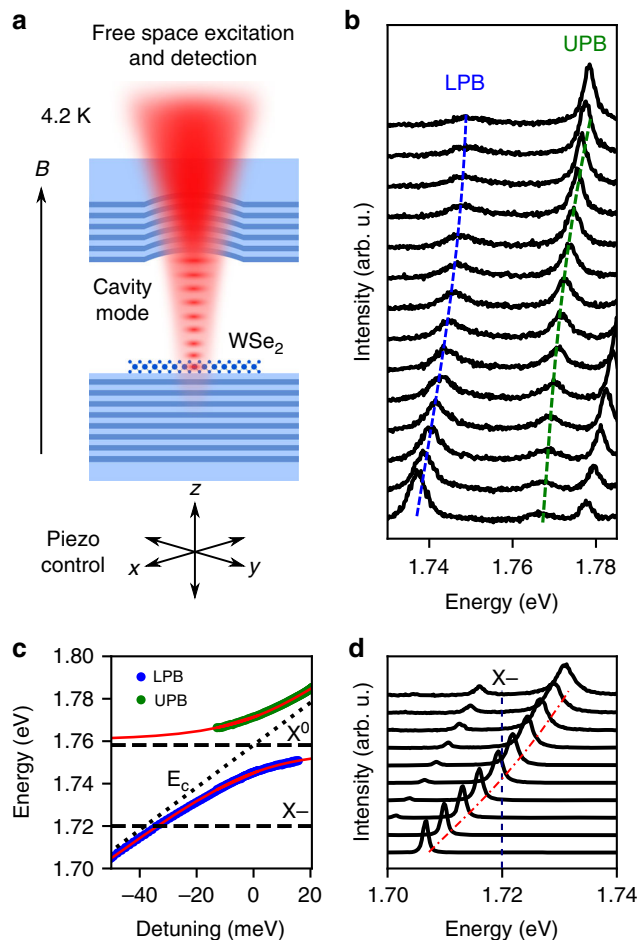 a
Free space excitation
and detection
4.2 K
B
Cavity
mode
WSe2
z
Piezo
control
x
y
b
UPB
LPB
Intensity (arb. u.)
1.74
1.76
1.78
Energy (eV)
c
1.80
1.78
1.76
1.74
1.72
1.70
Energy (eV)
LPB
UPB
X0
Ec
X–
−40
−20
0
20
Detuning (meV)
d
X–
Intensity (arb. u.)
1.70
1.72
1.74
Energy (eV)